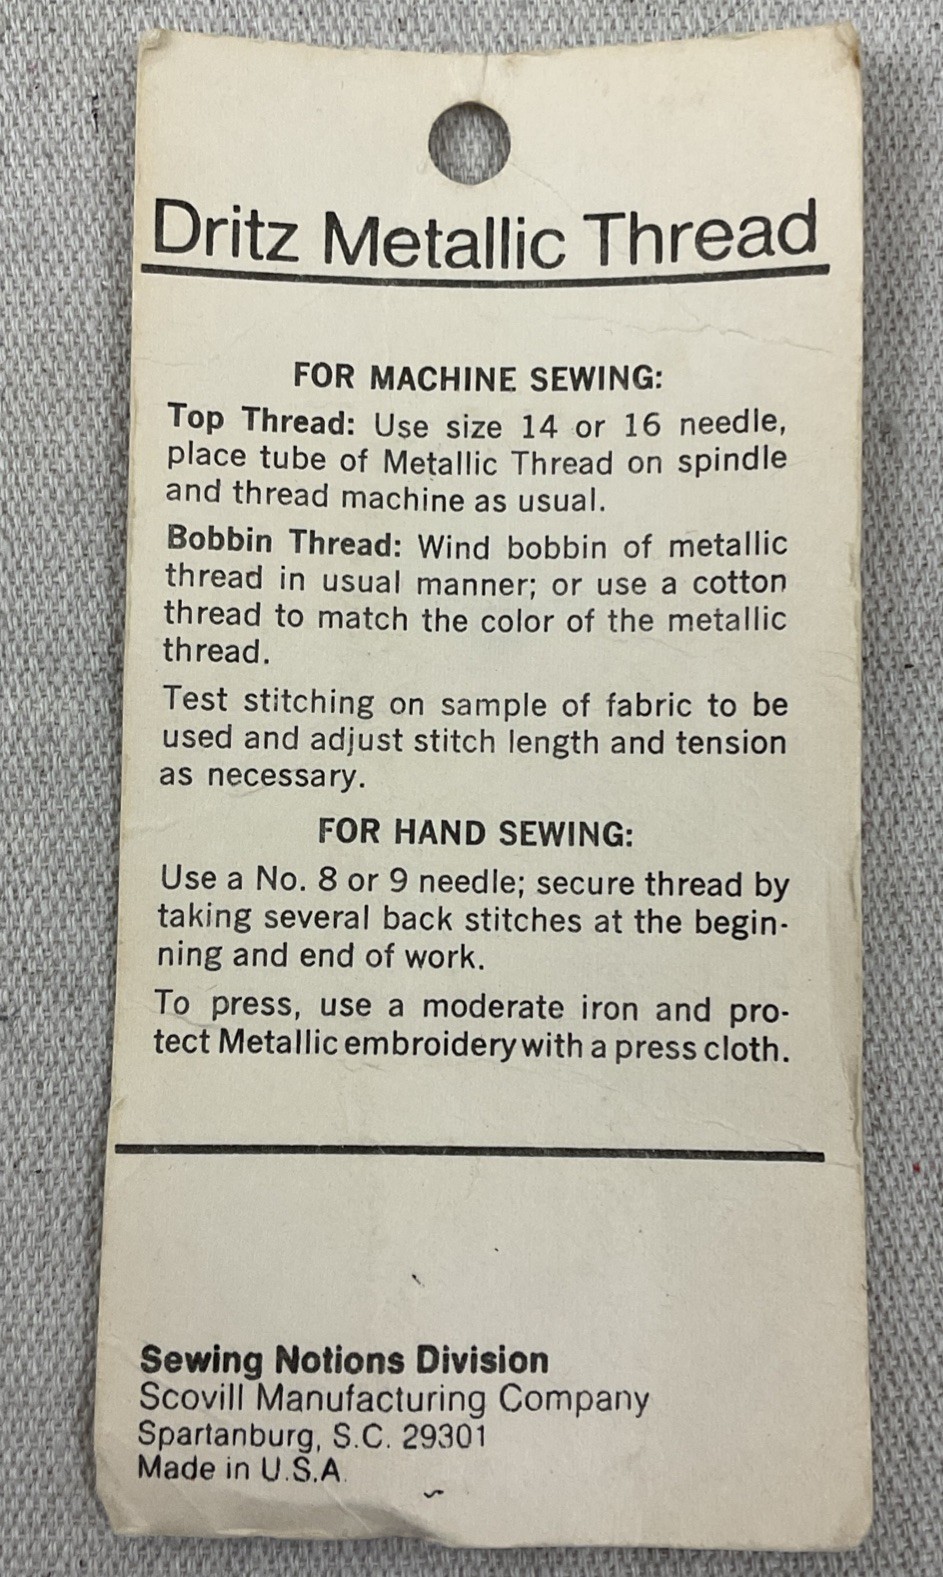 Dritz Metallic Thread
FOR MACHINE SEWING:
Top Thread: Use size 14 or 16 needle,
place tube of Metallic Thread on spindle
and thread machine as usual.
Bobbin Thread: Wind bobbin of metallic
thread in usual manner; or use a cotton
thread to match the color of the metallic
thread.
Test stitching on sample of fabric to be
used and adjust stitch length and tension
as necessary.
FOR HAND SEWING:
Use a No. 8 or 9 needle; secure thread by
taking several back stitches at the begin-
ning and end of work.
To press, use a moderate iron and pro-
tect Metallic embroidery with a press cloth.
Sewing Notions Division
Scovill Manufacturing Company
Spartanburg, S.C. 29301
Made in U.S.A.